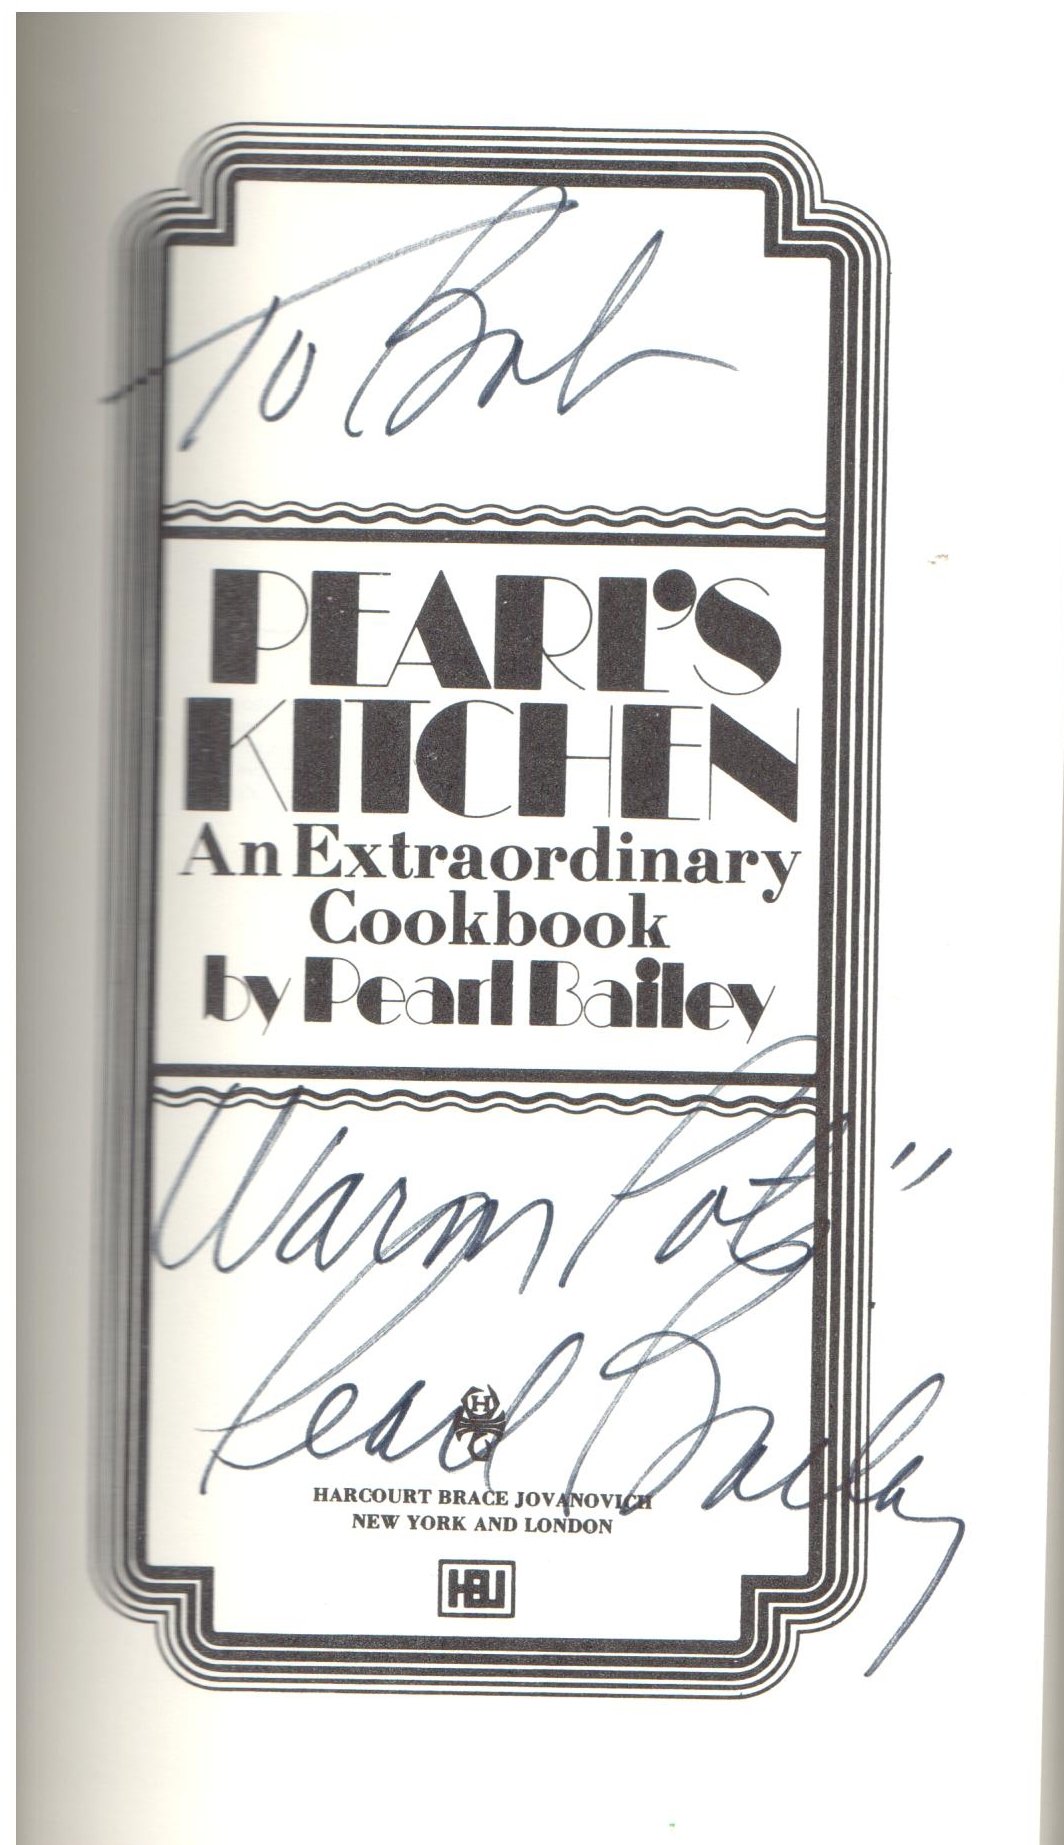 To Bob
PEARL'S
KITCHEN
An Extraordinary
Cookbook
by Pearl Bailey
Warm Pots"
Pearl Bailey
HARCOURT BRACE JOVANOVICH
NEW YORK AND LONDON
HBJ